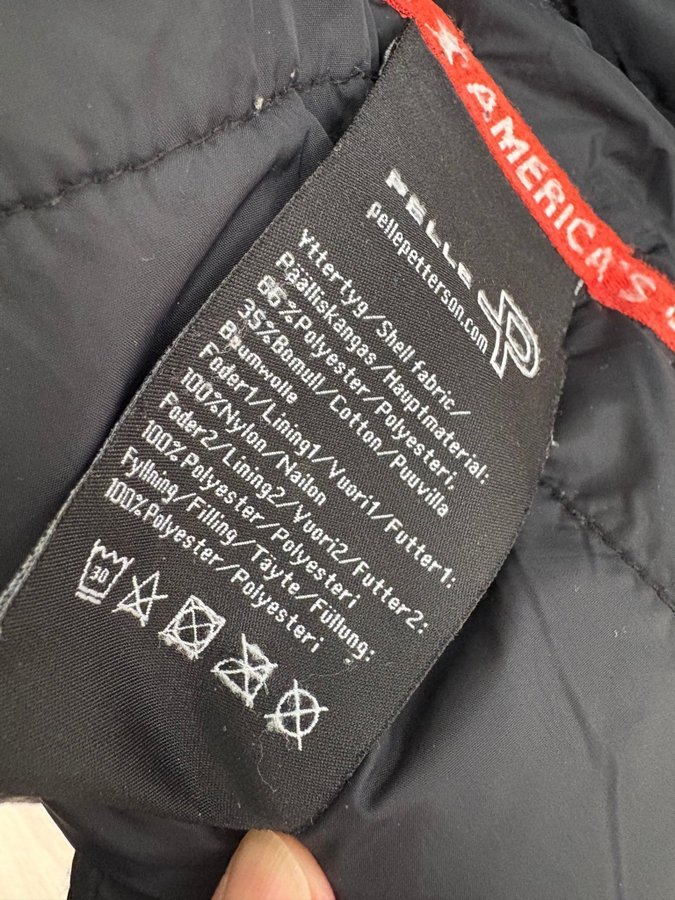 AMERICA'S
PELLE P
pellepetterson.com
Yttertyg/Shell fabric/
Päälliskangas/Hauptmaterial:
66%Polyester/Polyesteri,
35%Bomull/Cotton/Puuvilla
Baumwolle
Foder1/Lining1/Vuori1/Futter1:
100%Nylon/Nailon
Foder2/Lining2/Vuori2/Futter2:
100%Polyester/Polyesteri
Fyllning/Filling/Täyte/Füllung:
100%Polyester/Polyesteri
30